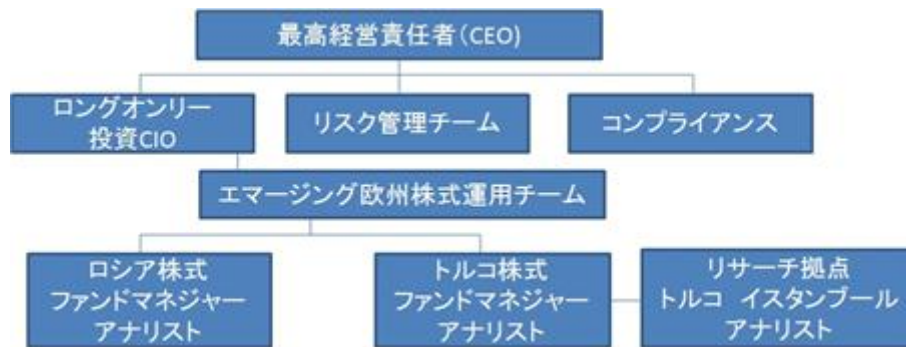 最高経営責任者(CEO)
ロングオンリー
投資CIO
リスク管理チーム
コンプライアンス
エマージング欧州株式運用チーム
ロシア株式
ファンドマネジャー
アナリスト
トルコ株式
ファンドマネジャー
アナリスト
リサーチ拠点
トルコ　イスタンブール
アナリスト